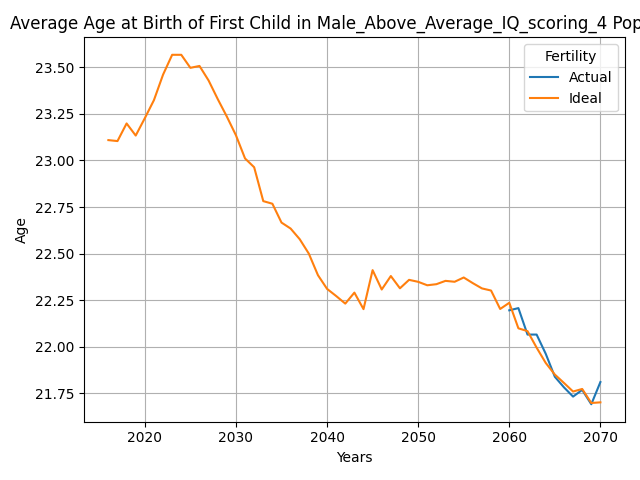 Average Age at Birth of First Child in Male_Above_Average_IQ_scoring_4 Pop
Fertility
Actual
Ideal
23.50
23.25
23.00
22.75
22.50
22.25
22.00
21.75
Age
2020 2030 2040 2050 2060 2070
Years